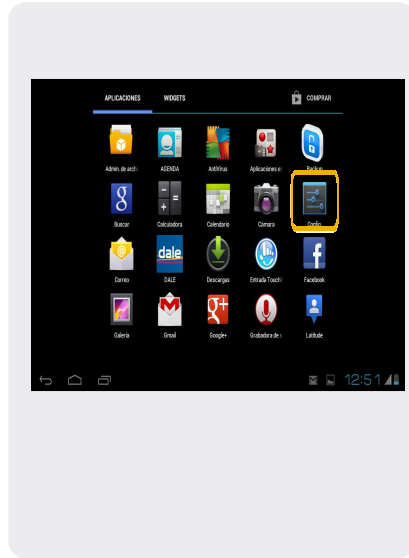 APLICACIONES WIDGETS COMPRAR
Admin. de arch AGENDA AntiVirus Aplicaciones e Backup
Buscar Calculadora Calendario Cámara Config
dale
Correo DALE Descargas Entrada Touch Facebook
Galería Gmail Google+ Grabadora de s Latitude
12:51